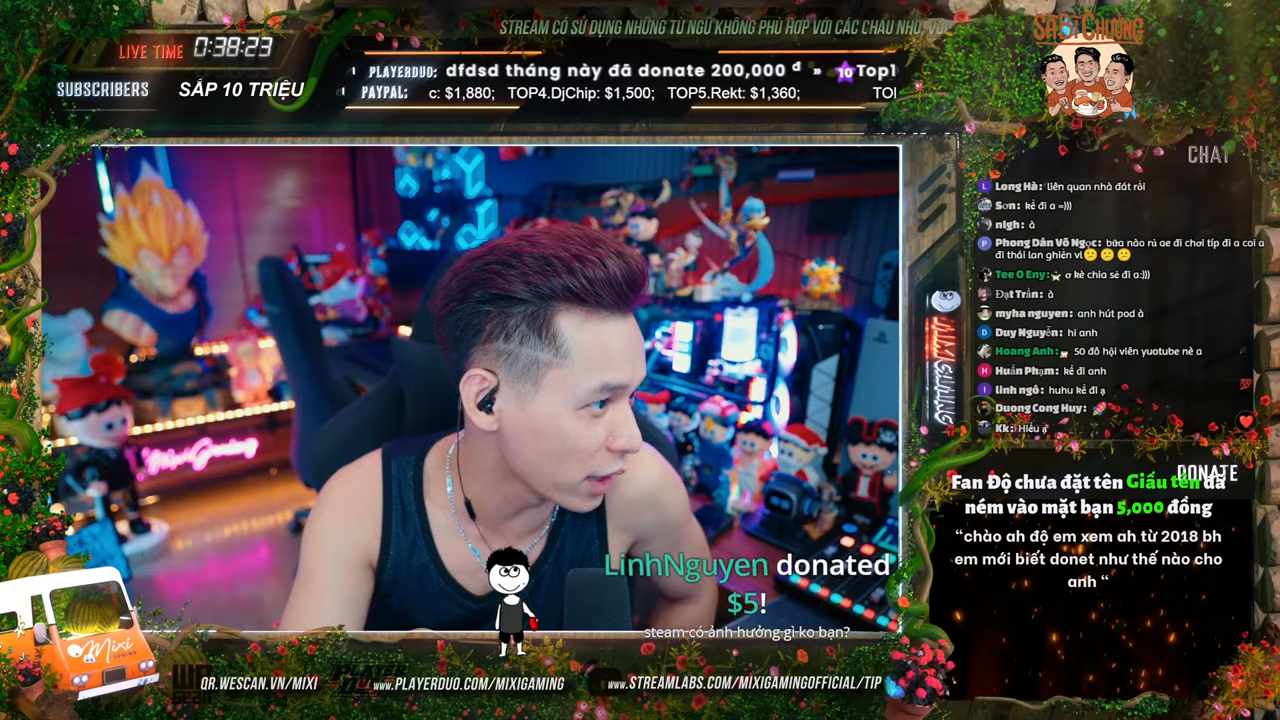 STREAM CÓ SỬ DỤNG NHỮNG TỪ NGỮ KHÔNG PHÙ HỢP VỚI CÁC CHÁU NHỎ,
LIVE TIME 0:38:23
SUBSCRIBERS SẮP 10 TRIỆU
PLAYERDUO: dfdsd tháng này đã donate 200,000 đ » 10 Top1
PAYPAL: c: $1,880; TOP4.DjChip: $1,500; TOP5.Rekt: $1,360; TO
SÁBÌCHƯƠNG
CHAT
Long Hà: liên quan nhà đất rồi
Sơn: kể đi a =)))
nigh: à
Phong Dân Võ Ngọc: bữa nào rủ ae đi chơi típ đi a coi a
đi thái lan ghiền vl
Tee O Eny: ơ kè chia sẻ đi a:)))
Đạt Trần: à
myha nguyen: anh hút pod à
Duy Nguyễn: hi anh
Hoang Anh: 50 đô hội viên yuotube nè a
Huấn Phạm: kể đi anh
linh ngô: huhu kể đi ạ
Duong Cong Huy:
Kk: Hiểu ạ
MixiGaming
DONATE
Fan Độ chưa đặt tên Giấu tên đã
ném vào mặt bạn 5,000 đồng
“chào ah độ em xem ah từ 2018 bh
em mới biết donet như thế nào cho
anh “
LinhNguyen donated
$5!
steam có ảnh hưởng gì ko bạn?
Mixi
QR.WESCAN.VN/MIXI
WWW.PLAYERDUO.COM/MIXIGAMING
WWW.STREAMLABS.COM/MIXIGAMINGOFFICIAL/TIP